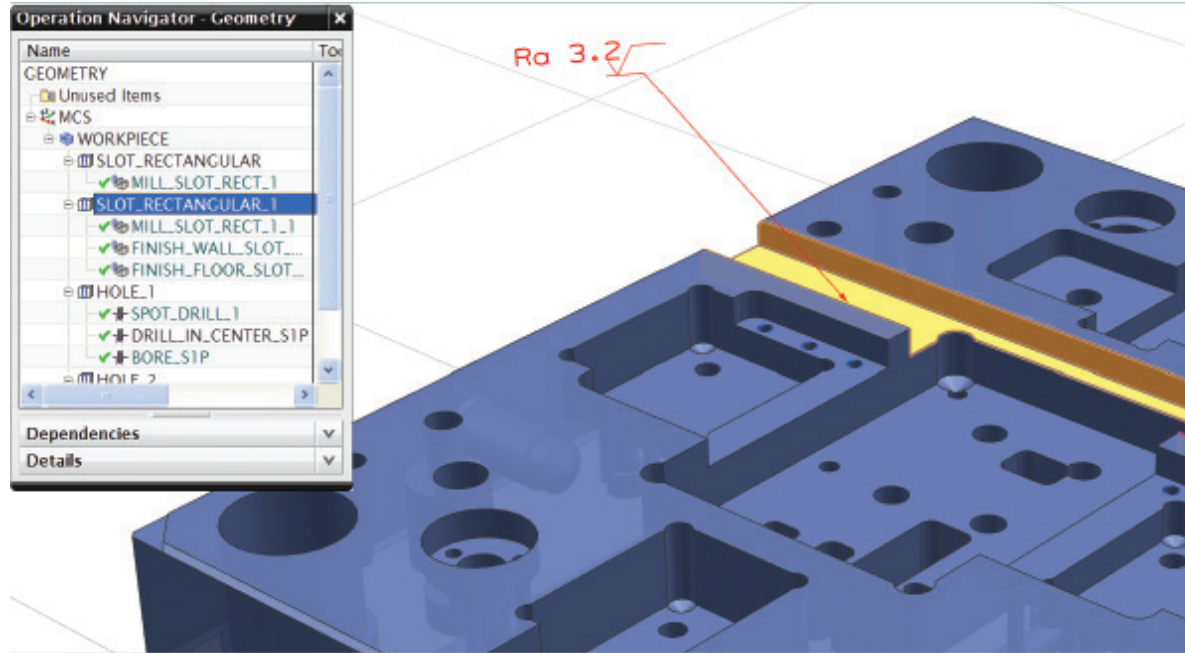 Operation Navigator - Geometry
Name
GEOMETRY
Unused Items
MCS
WORKPIECE
SLOT_RECTANGULAR
MILL_SLOT_RECT_1
SLOT_RECTANGULAR_1
MILL_SLOT_RECT_1_1
FINISH_WALL_SLOT_...
FINISH_FLOOR_SLOT...
HOLE_1
SPOT_DRILL_1
DRILL_IN_CENTER_S1P
BORE_S1P
HOLE_2
Dependencies
Details
Ra 3.2